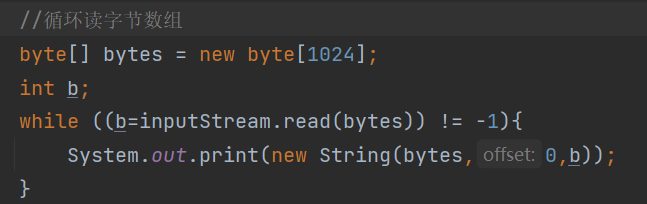 //循环读字节数组
byte[] bytes = new byte[1024];
int b;
while ((b=inputStream.read(bytes)) != -1){
    System.out.print(new String(bytes, offset: 0,b));
}